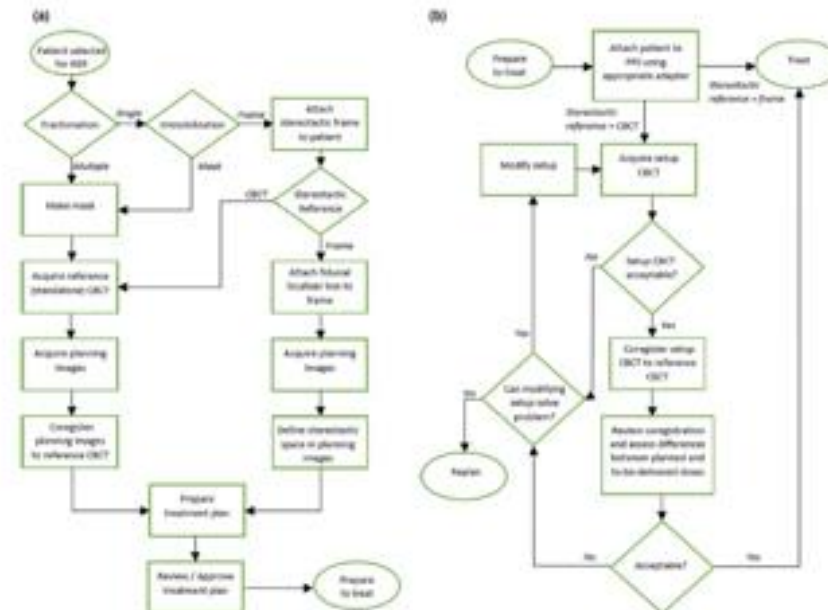 (a)
Patient selected
for
Fractionation
Single
Immobilization
Frame
Attach
stereotactic frame
to patient
Multiple
Mask
Make mask
CBCT
Stereotactic
Reference
Frame
Acquire reference
(standalone) CBCT
Attach fiducial
localizer box to
frame
Acquire planning
images
Acquire planning
images
Coregister
planning images
to reference CBCT
Define stereotactic
space in planning
images
Prepare
treatment plan
Review / Approve
treatment plan
Prepare
to treat
(b)
Prepare
to treat
Attach patient to
PPS using
appropriate adapter
Treat
Stereotactic
reference = frame
Stereotactic
reference = CBCT
Modify setup
Acquire setup
CBCT
No
Setup CBCT
acceptable?
Yes
Yes
Coregister setup
CBCT to reference
CBCT
No
Can modifying
setup solve
problem?
Replan
Review coregistration
and assess differences
between planned and
to-be-delivered doses
No
Acceptable?
Yes